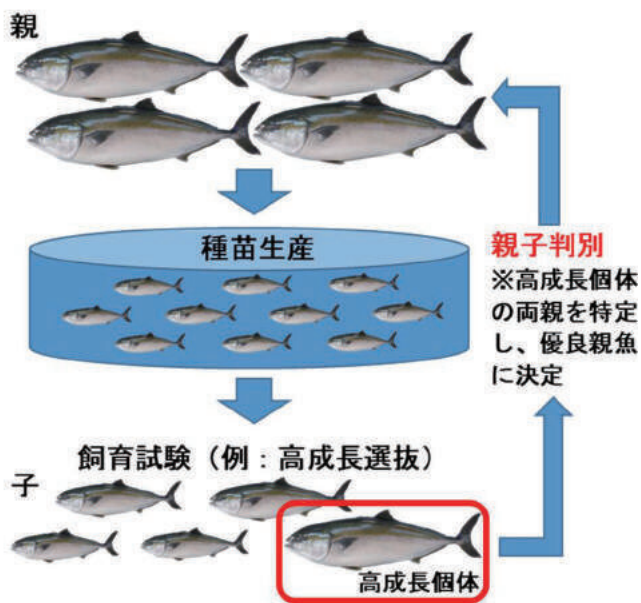 親
種苗生産
親子判別
※高成長個体
の両親を特定
し、優良親魚
に決定
飼育試験（例：高成長選抜）
子
高成長個体